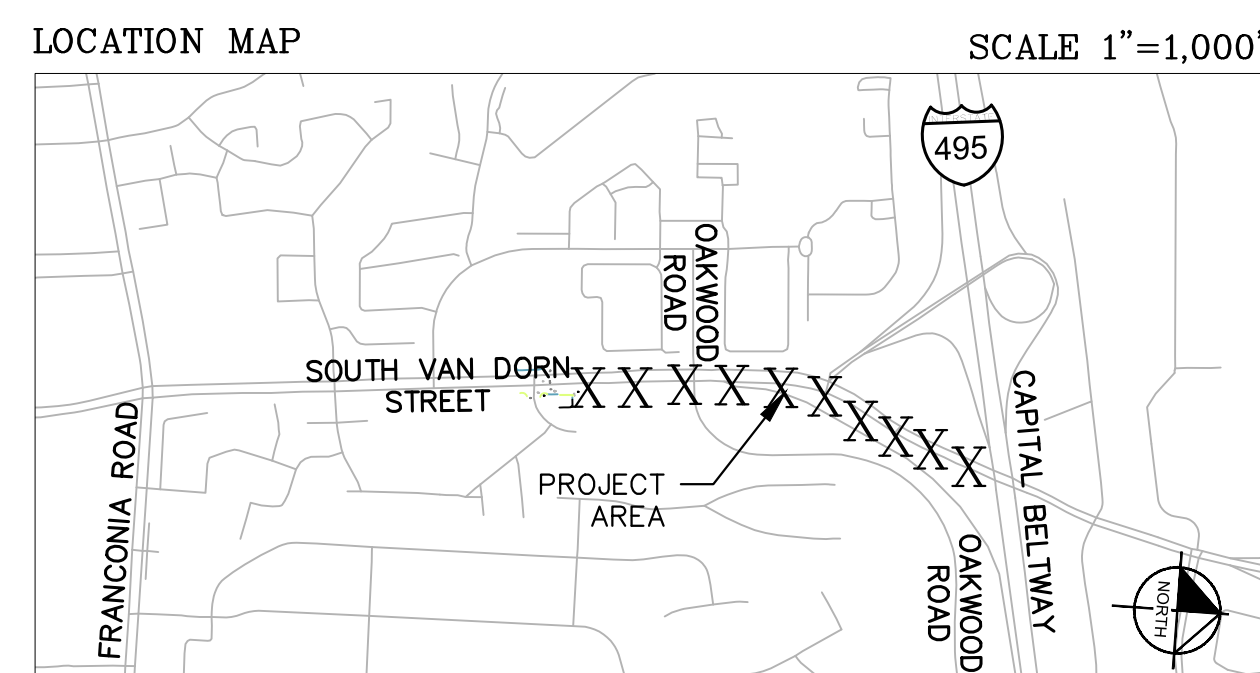 LOCATION MAP
SCALE 1”=1,000’
INTERSTATE
495
OAKWOOD
ROAD
SOUTH VAN DORN
STREET
X X X X X X X X X X
CAPITAL BELTWAY
FRANCONIA ROAD
PROJECT
AREA
OAKWOOD
ROAD
NORTH